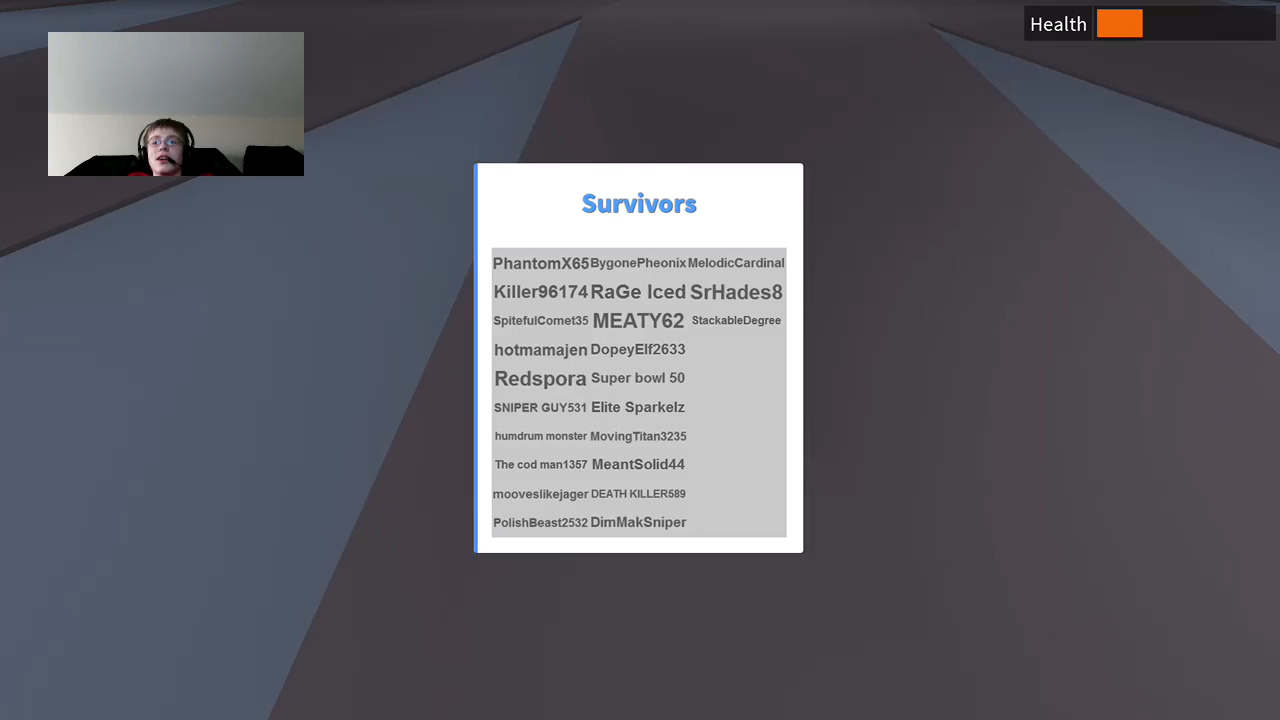 Health
Survivors
PhantomX65 BygonePheonix MelodicCardinal
Killer96174 RaGe Iced SrHades8
SpitefulComet35 MEATY62 StackableDegree
hotmamajen DopeyElf2633
Redspora Super bowl 50
SNIPER GUY531 Elite Sparkelz
humdrum monster MovingTitan3235
The cod man1357 MeantSolid44
mooveslikejager DEATH KILLER589
PolishBeast2532 DimMakSniper